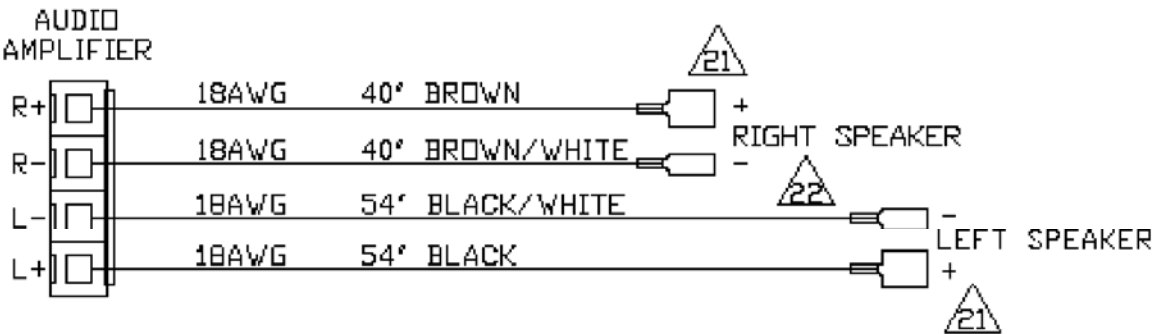 AUDIO
AMPLIFIER
21
R+ 18AWG 40" BROWN +
RIGHT SPEAKER
R- 18AWG 40" BROWN/WHITE -
22
L- 18AWG 54" BLACK/WHITE -
LEFT SPEAKER
L+ 18AWG 54" BLACK +
21